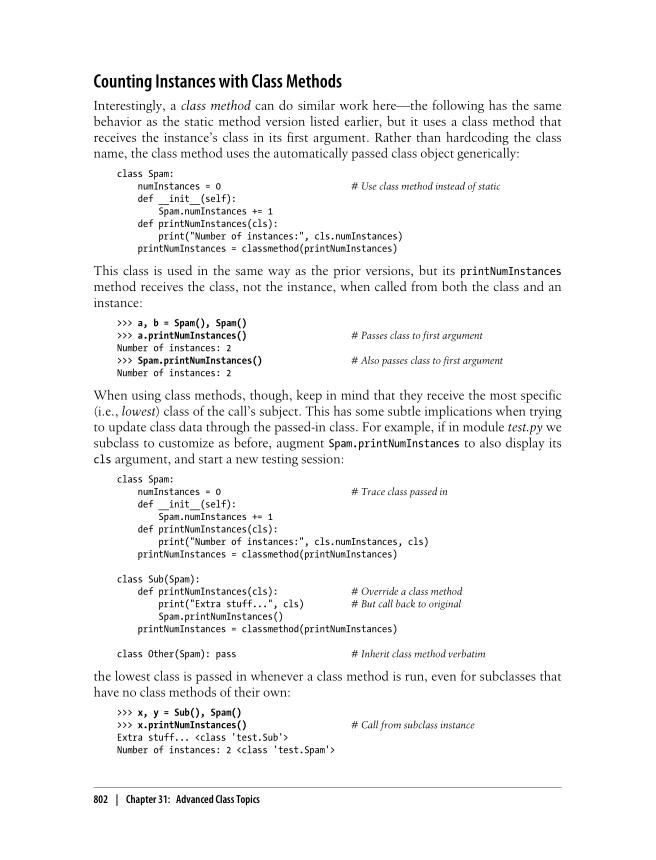 Counting Instances with Class Methods
Interestingly, a class method can do similar work here—the following has the same
behavior as the static method version listed earlier, but it uses a class method that
receives the instance's class in its first argument. Rather than hardcoding the class
name, the class method uses the automatically passed class object generically:
class Spam:
    numInstances = 0                         # Use class method instead of static
    def __init__(self):
        Spam.numInstances += 1
    def printNumInstances(cls):
        print("Number of instances:", cls.numInstances)
    printNumInstances = classmethod(printNumInstances)
This class is used in the same way as the prior versions, but its printNumInstances
method receives the class, not the instance, when called from both the class and an
instance:
>>> a, b = Spam(), Spam()
>>> a.printNumInstances()                    # Passes class to first argument
Number of instances: 2
>>> Spam.printNumInstances()                 # Also passes class to first argument
Number of instances: 2
When using class methods, though, keep in mind that they receive the most specific
(i.e., lowest) class of the call's subject. This has some subtle implications when trying
to update class data through the passed-in class. For example, if in module test.py we
subclass to customize as before, augment Spam.printNumInstances to also display its
cls argument, and start a new testing session:
class Spam:
    numInstances = 0                         # Trace class passed in
    def __init__(self):
        Spam.numInstances += 1
    def printNumInstances(cls):
        print("Number of instances:", cls.numInstances, cls)
    printNumInstances = classmethod(printNumInstances)
class Sub(Spam):
    def printNumInstances(cls):              # Override a class method
        print("Extra stuff...", cls)         # But call back to original
        Spam.printNumInstances()
    printNumInstances = classmethod(printNumInstances)
class Other(Spam): pass                      # Inherit class method verbatim
the lowest class is passed in whenever a class method is run, even for subclasses that
have no class methods of their own:
>>> x, y = Sub(), Spam()
>>> x.printNumInstances()                    # Call from subclass instance
Extra stuff... <class 'test.Sub'>
Number of instances: 2 <class 'test.Spam'>
802 | Chapter 31: Advanced Class Topics